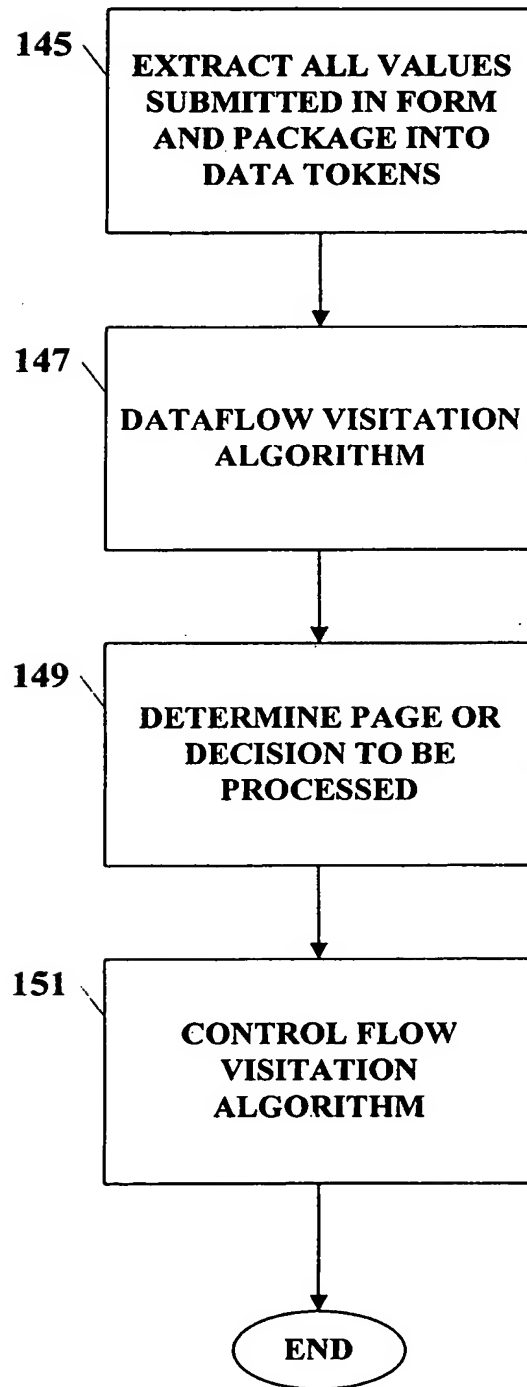 145
EXTRACT ALL VALUES
SUBMITTED IN FORM
AND PACKAGE INTO
DATA TOKENS
147
DATAFLOW VISITATION
ALGORITHM
149
DETERMINE PAGE OR
DECISION TO BE
PROCESSED
151
CONTROL FLOW
VISITATION
ALGORITHM
END